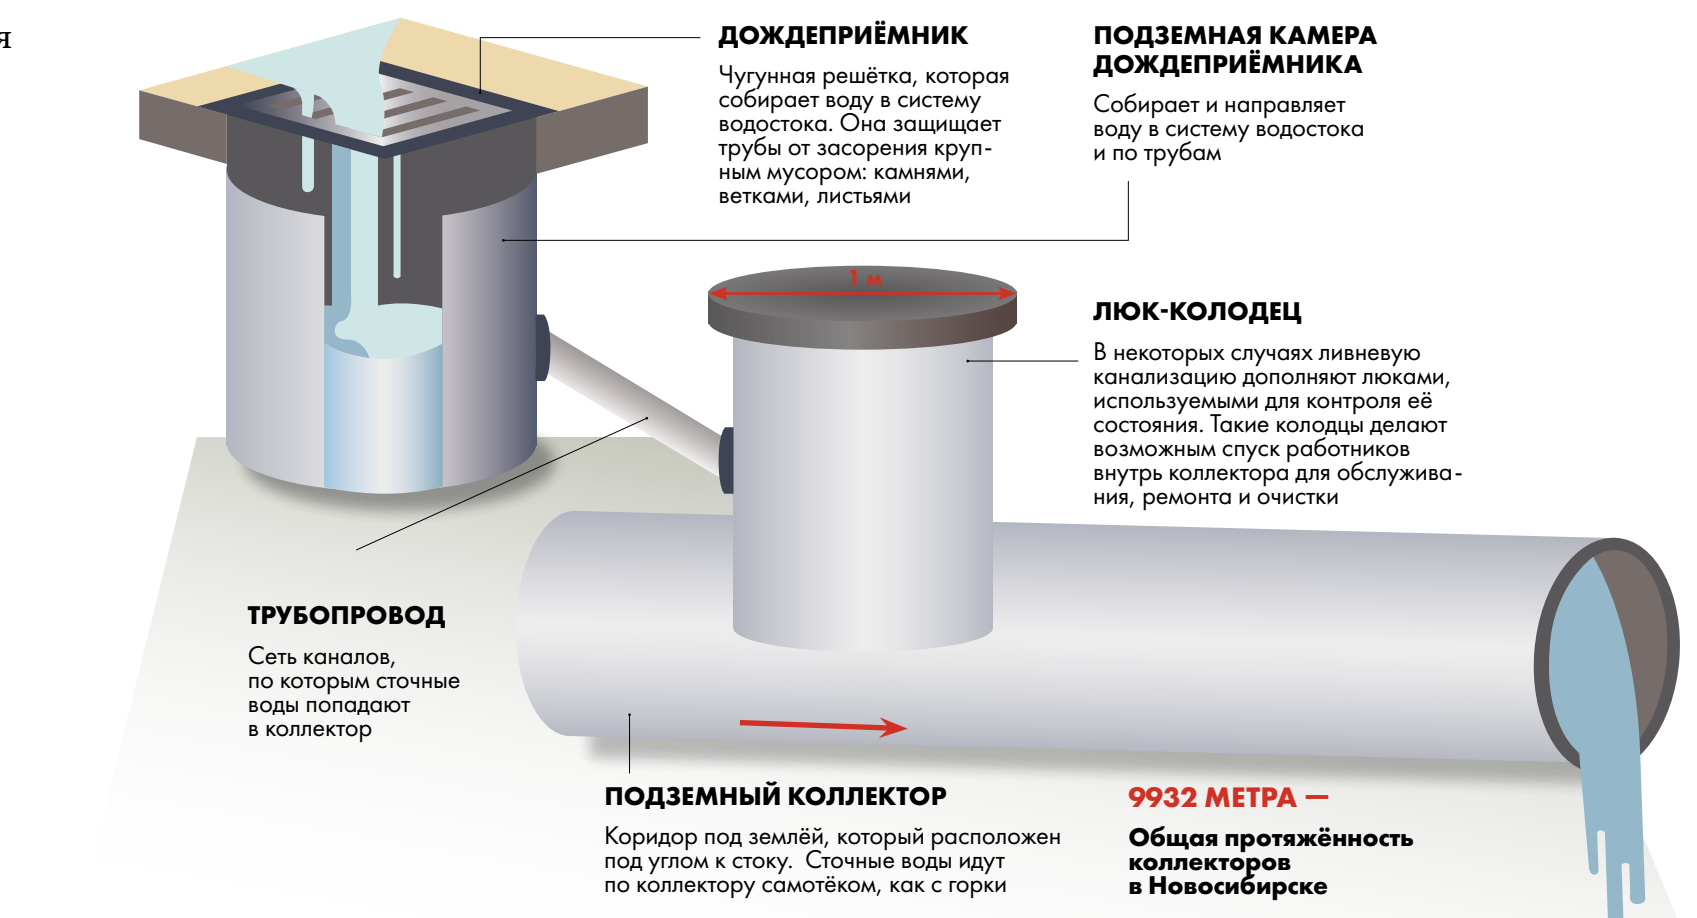 я
ДОЖДЕПРИЁМНИК
Чугунная решётка, которая
собирает воду в систему
водостока. Она защищает
трубы от засорения круп-
ным мусором: камнями,
ветками, листьями
ПОДЗЕМНАЯ КАМЕРА
ДОЖДЕПРИЁМНИКА
Собирает и направляет
воду в систему водостока
и по трубам
1 м
ЛЮК-КОЛОДЕЦ
В некоторых случаях ливневую
канализацию дополняют люками,
используемыми для контроля её
состояния. Такие колодцы делают
возможным спуск работников
внутрь коллектора для обслужива-
ния, ремонта и очистки
ТРУБОПРОВОД
Сеть каналов,
по которым сточные
воды попадают
в коллектор
ПОДЗЕМНЫЙ КОЛЛЕКТОР
Коридор под землёй, который расположен
под углом к стоку. Сточные воды идут
по коллектору самотёком, как с горки
9932 МЕТРА —
Общая протяжённость
коллекторов
в Новосибирске